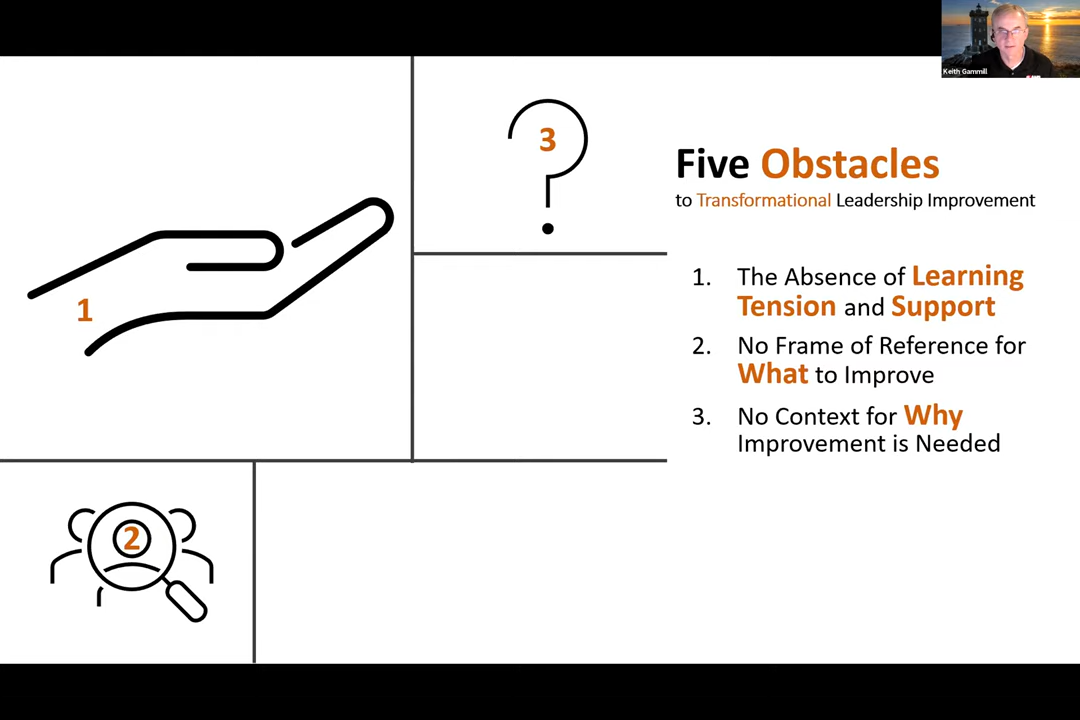 Keith Gammill
3
Five Obstacles
to Transformational Leadership Improvement
1
1. The Absence of Learning
Tension and Support
2. No Frame of Reference for
What to Improve
3. No Context for Why
Improvement is Needed
2